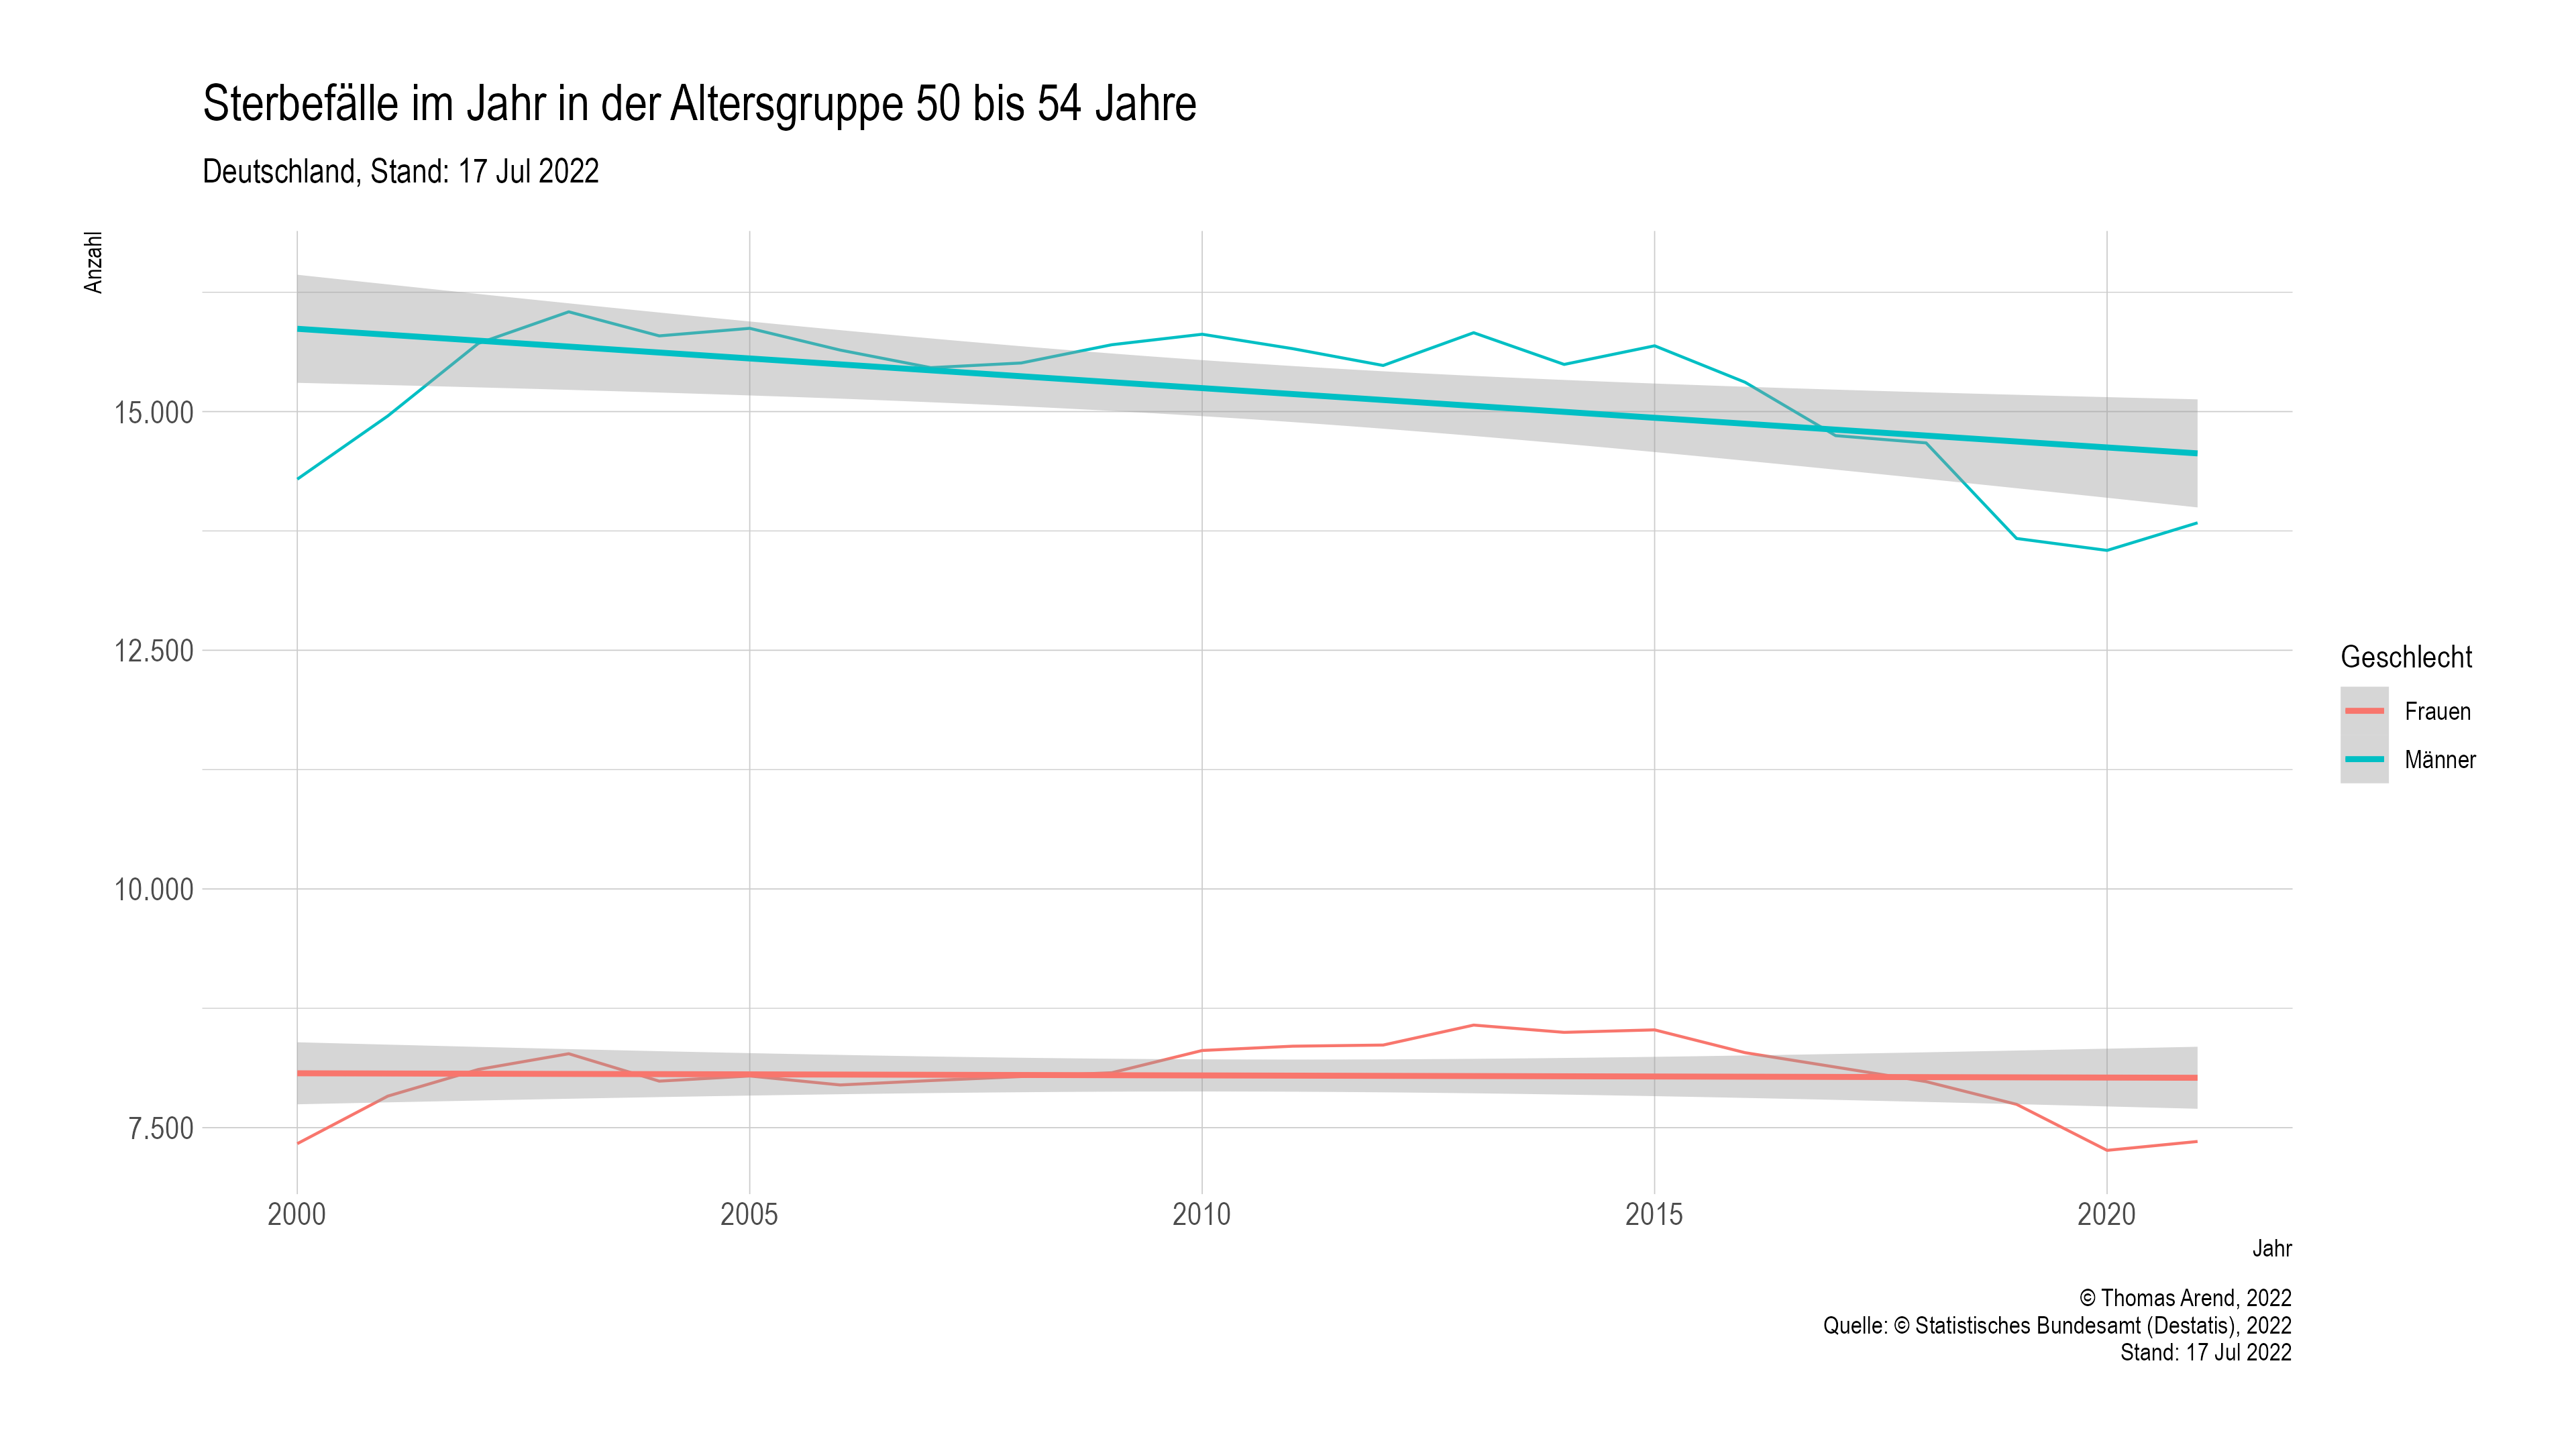 Sterbefälle im Jahr in der Altersgruppe 50 bis 54 Jahre
Deutschland, Stand: 17 Jul 2022
Anzahl
15.000
12.500
10.000
7.500
2000 2005 2010 2015 2020
Jahr
Geschlecht
Frauen
Männer
© Thomas Arend, 2022
Quelle: © Statistisches Bundesamt (Destatis), 2022
Stand: 17 Jul 2022